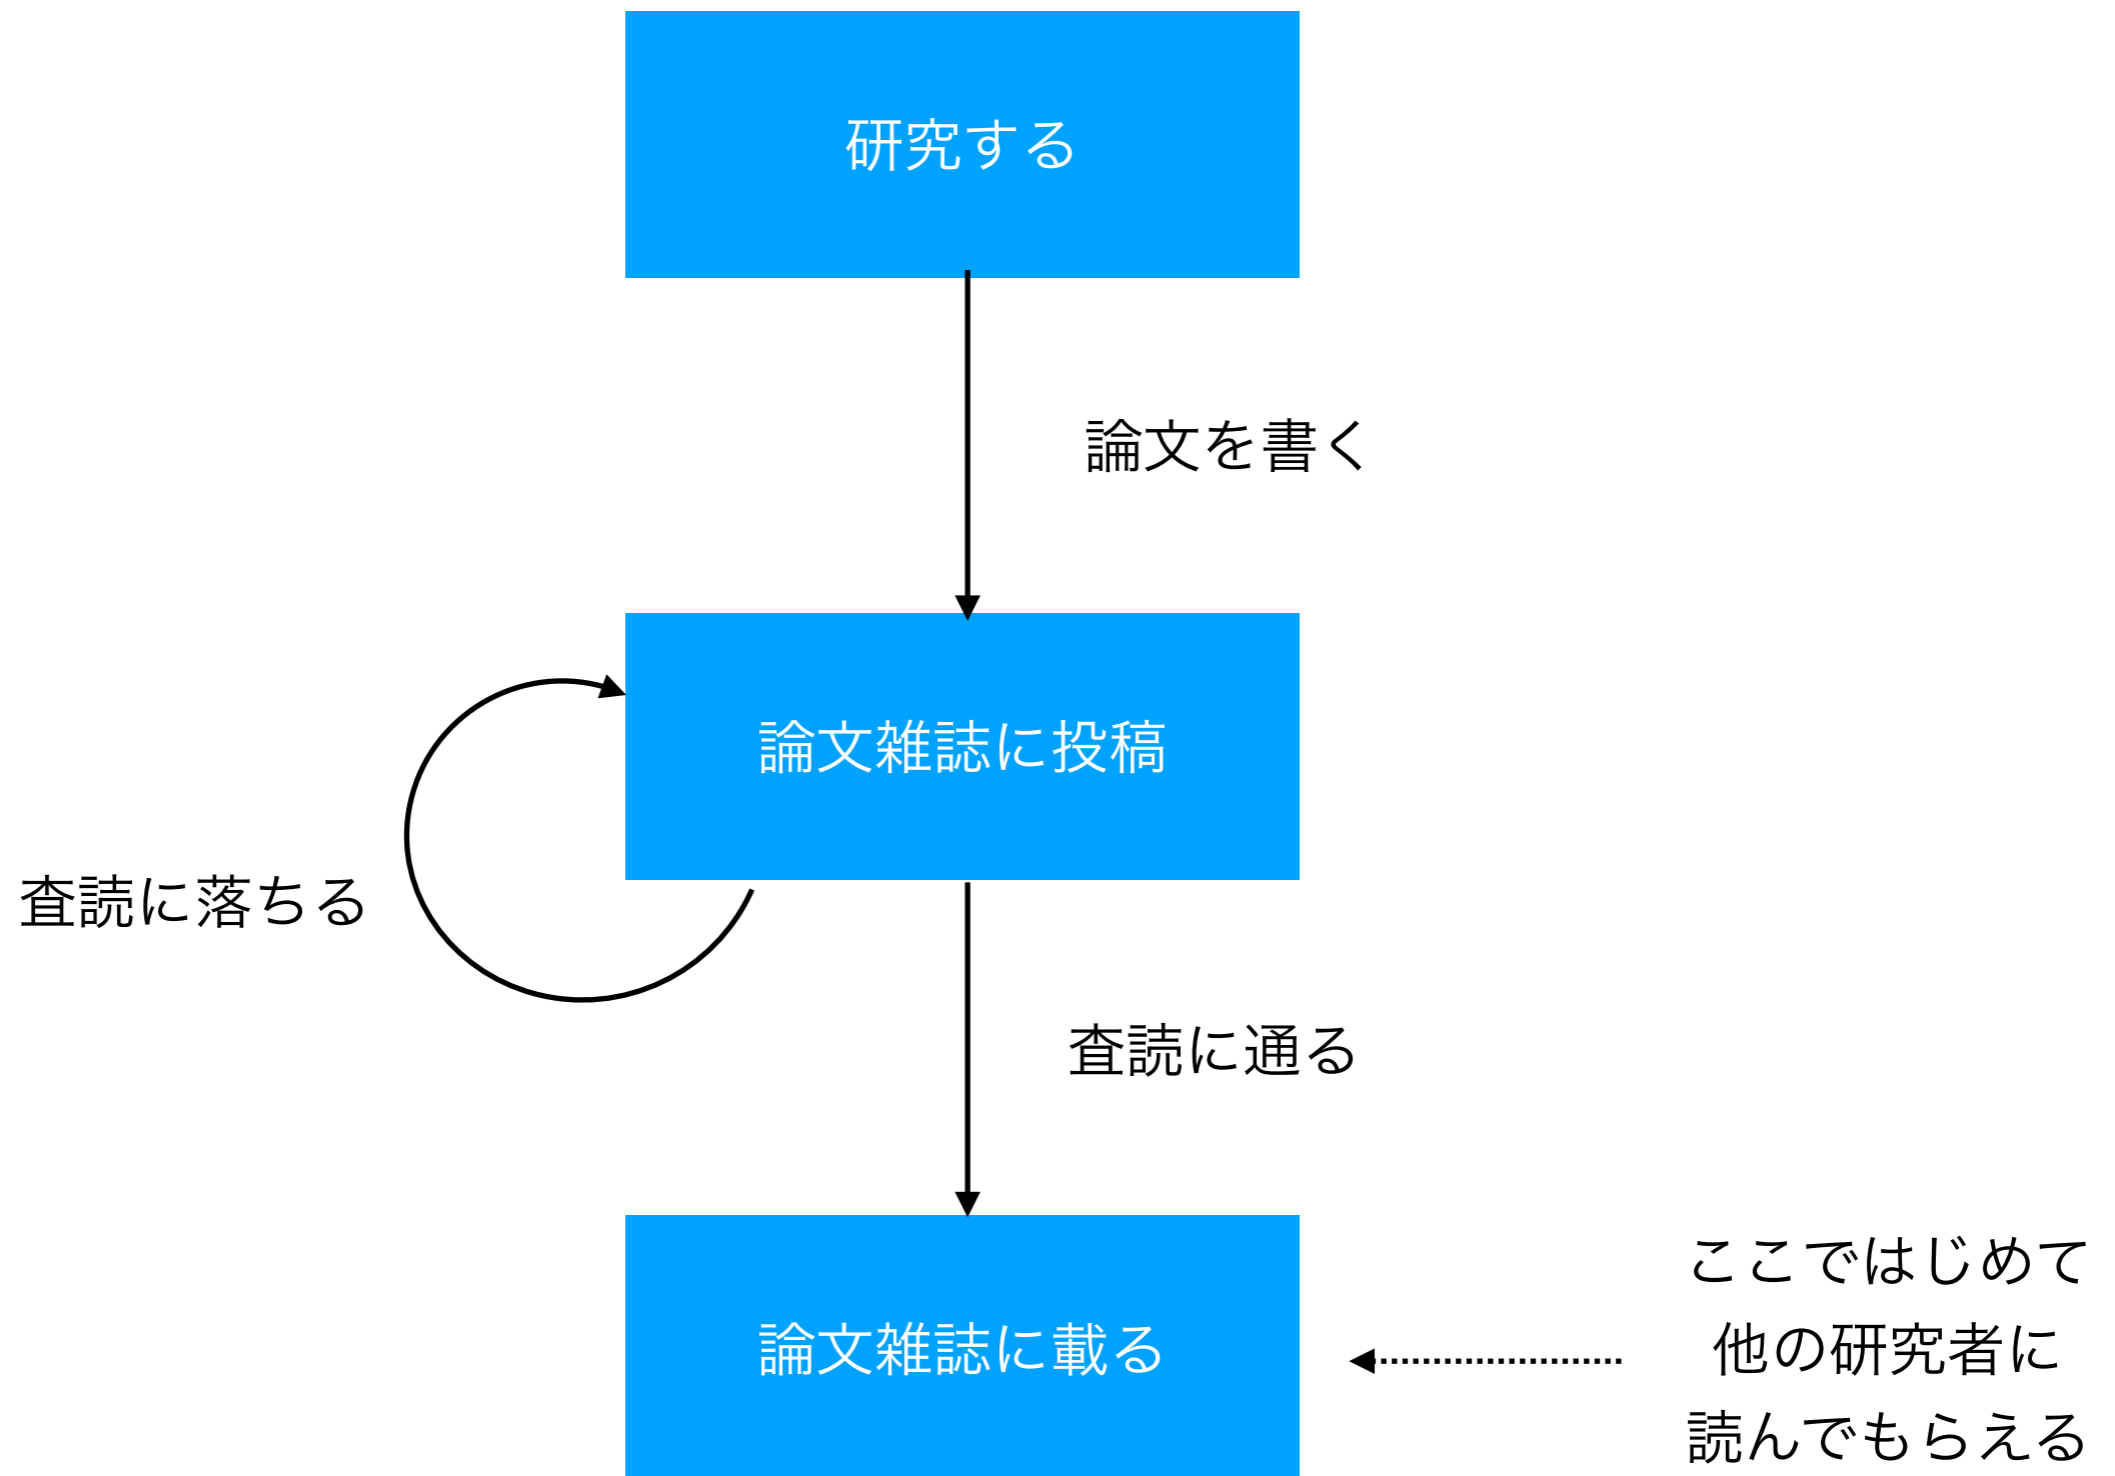 研究する
論文を書く
論文雑誌に投稿
査読に落ちる
査読に通る
論文雑誌に載る
ここではじめて
他の研究者に
読んでもらえる